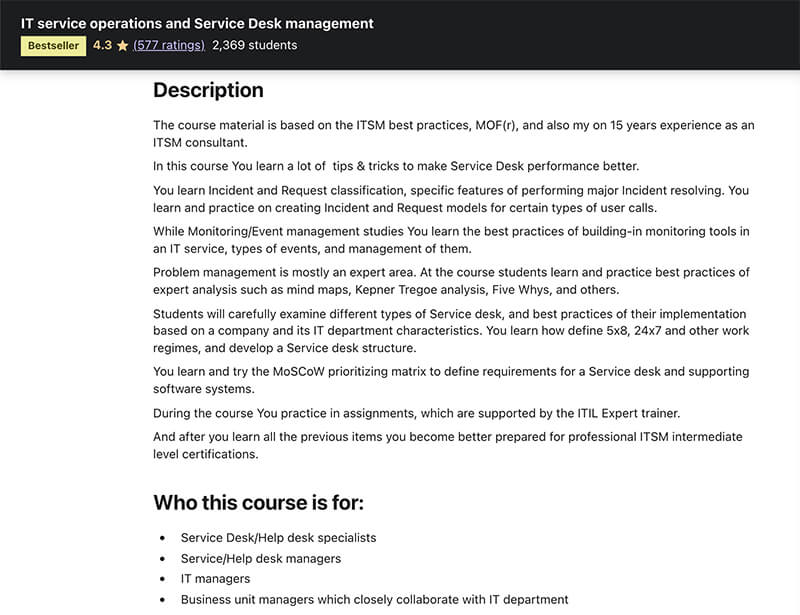 IT service operations and Service Desk management
Bestseller 4.3 (577 ratings) 2,369 students
Description
The course material is based on the ITSM best practices, MOF(r), and also my on 15 years experience as an
ITSM consultant.
In this course You learn a lot of  tips & tricks to make Service Desk performance better.
You learn Incident and Request classification, specific features of performing major Incident resolving. You
learn and practice on creating Incident and Request models for certain types of user calls.
While Monitoring/Event management studies You learn the best practices of building-in monitoring tools in
an IT service, types of events, and management of them.
Problem management is mostly an expert area. At the course students learn and practice best practices of
expert analysis such as mind maps, Kepner Tregoe analysis, Five Whys, and others.
Students will carefully examine different types of Service desk, and best practices of their implementation
based on a company and its IT department characteristics. You learn how define 5x8, 24x7 and other work
regimes, and develop a Service desk structure.
You learn and try the MoSCoW prioritizing matrix to define requirements for a Service desk and supporting
software systems.
During the course You practice in assignments, which are supported by the ITIL Expert trainer.
And after you learn all the previous items you become better prepared for professional ITSM intermediate
level certifications.
Who this course is for:
• Service Desk/Help desk specialists
• Service/Help desk managers
• IT managers
• Business unit managers which closely collaborate with IT department